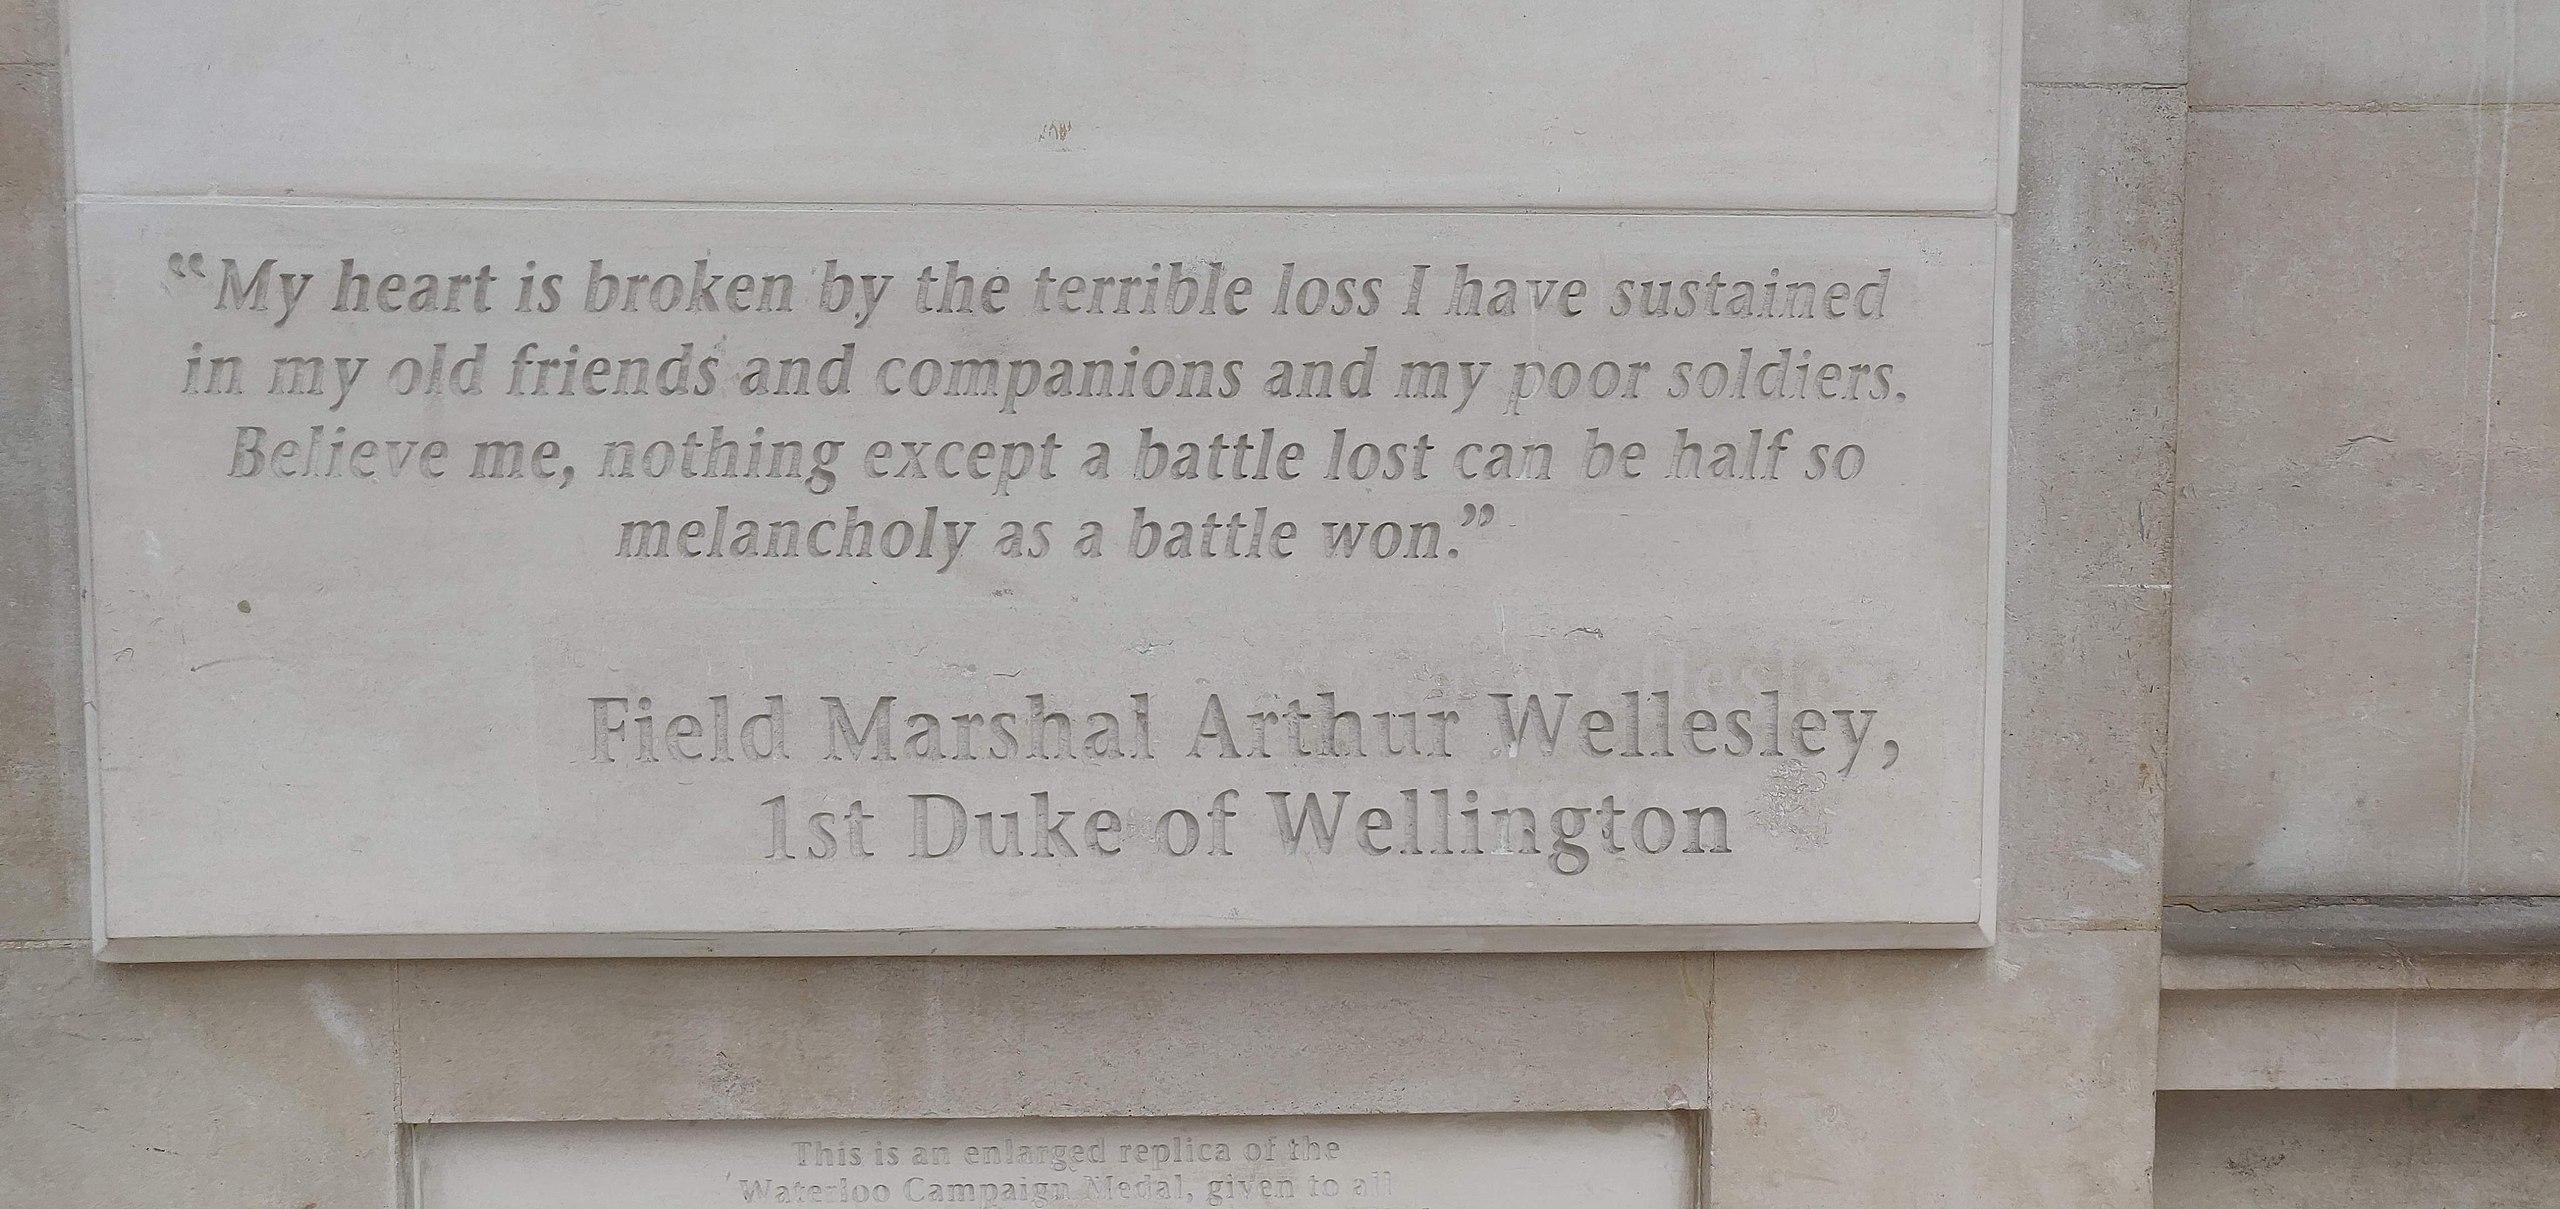 “My heart is broken by the terrible loss I have sustained
in my old friends and companions and my poor soldiers.
Believe me, nothing except a battle lost can be half so
melancholy as a battle won.”
Field Marshal Arthur Wellesley,
1st Duke of Wellington
This is an enlarged replica of the
Waterloo Campaign Medal, given to all